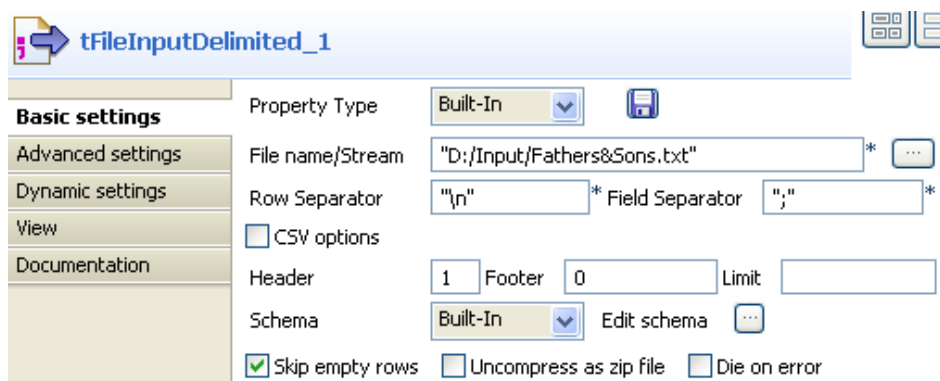 tFileInputDelimited_1
Basic settings
Advanced settings
Dynamic settings
View
Documentation
Property Type Built-In
File name/Stream "D:/Input/Fathers&Sons.txt" * ...
Row Separator "\n" * Field Separator ";" *
CSV options
Header 1 Footer 0 Limit
Schema Built-In Edit schema ...
Skip empty rows Uncompress as zip file Die on error